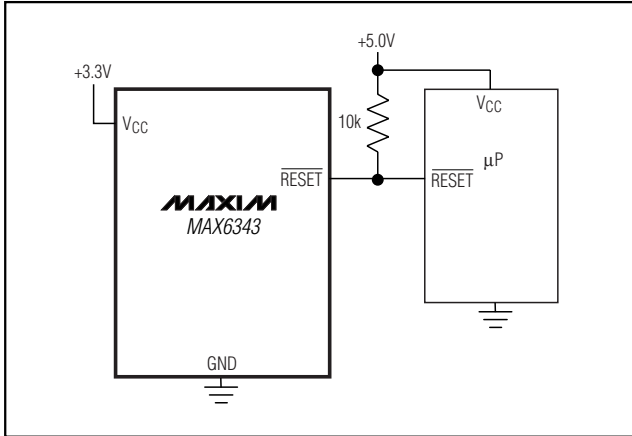 +5.0V
+3.3V
VCC
VCC
10k
μP
RESET
RESET
MAXIM
MAX6343
GND